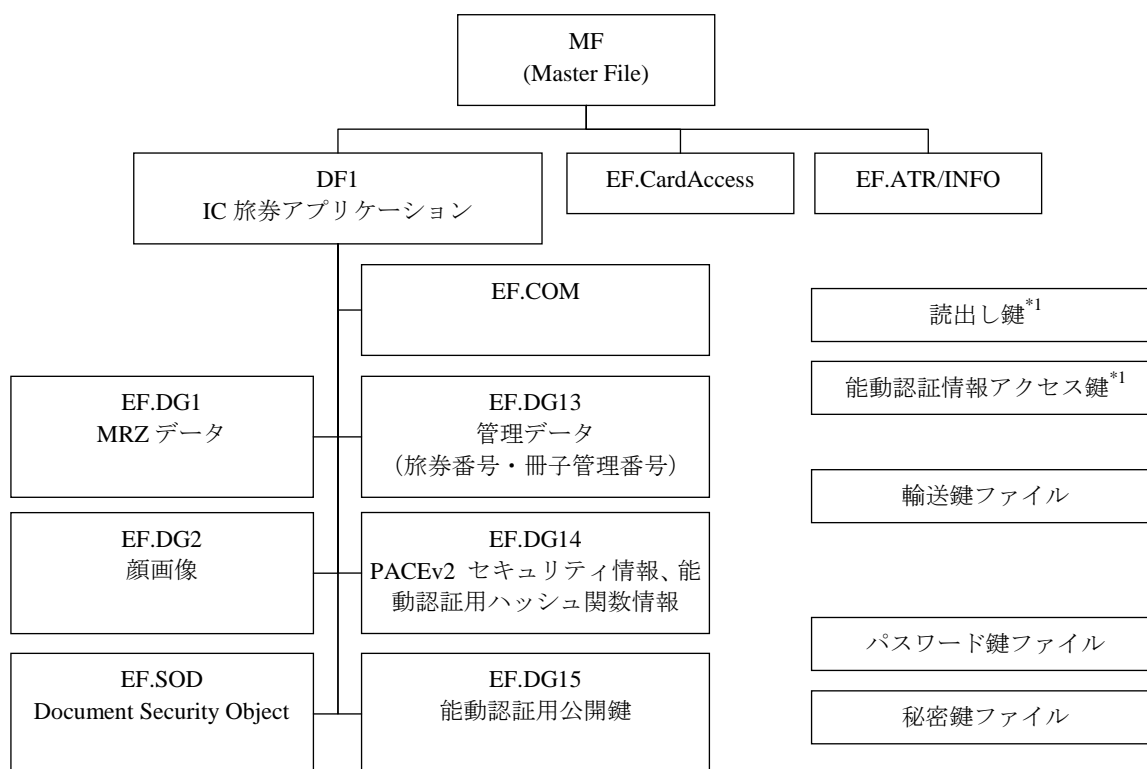 MF
(Master File)
DF1
IC 旅券アプリケーション
EF.CardAccess
EF.ATR/INFO
EF.COM
読出し鍵*1
能動認証情報アクセス鍵*1
EF.DG1
MRZ データ
EF.DG13
管理データ
（旅券番号・冊子管理番号）
輸送鍵ファイル
EF.DG2
顔画像
EF.DG14
PACEv2 セキュリティ情報、能
動認証用ハッシュ関数情報
パスワード鍵ファイル
EF.SOD
Document Security Object
EF.DG15
能動認証用公開鍵
秘密鍵ファイル